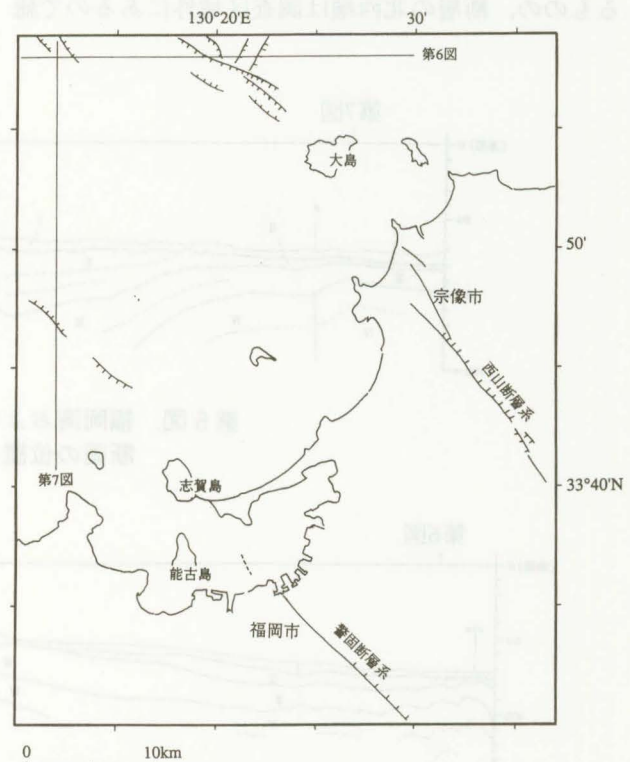 130°20'E
30'
第6図
大島
50'
宗像市
西山断層系
第7図
志賀島
33°40'N
能古島
福岡市
警固断層系
0 10km